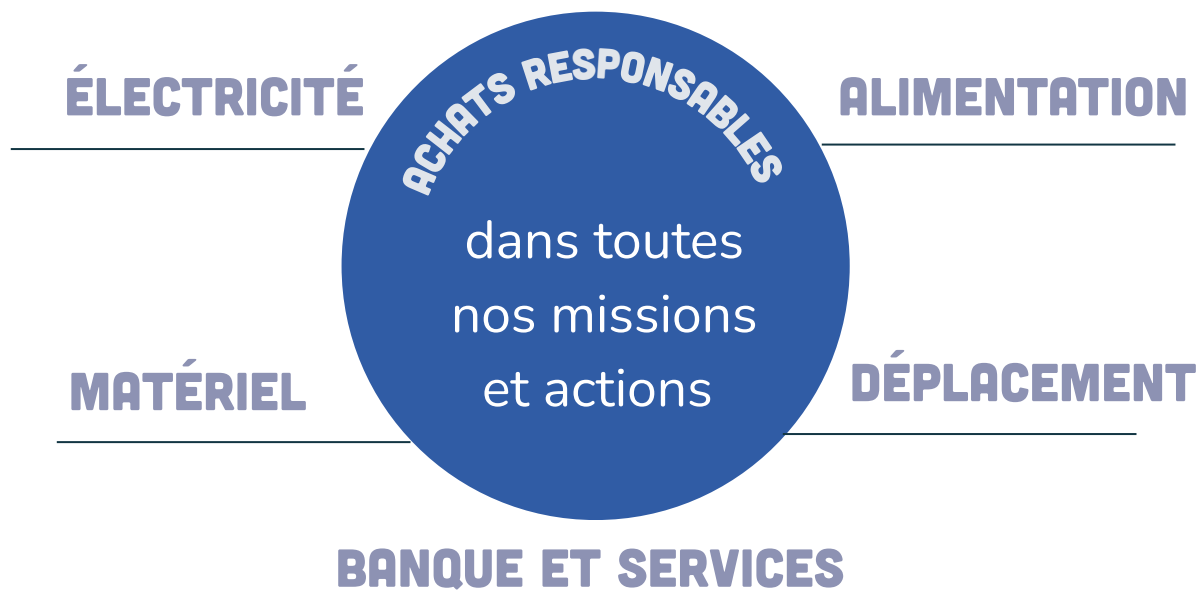 ACHATS RESPONSABLES
ÉLECTRICITÉ
ALIMENTATION
dans toutes
nos missions
et actions
MATÉRIEL
DÉPLACEMENT
BANQUE ET SERVICES